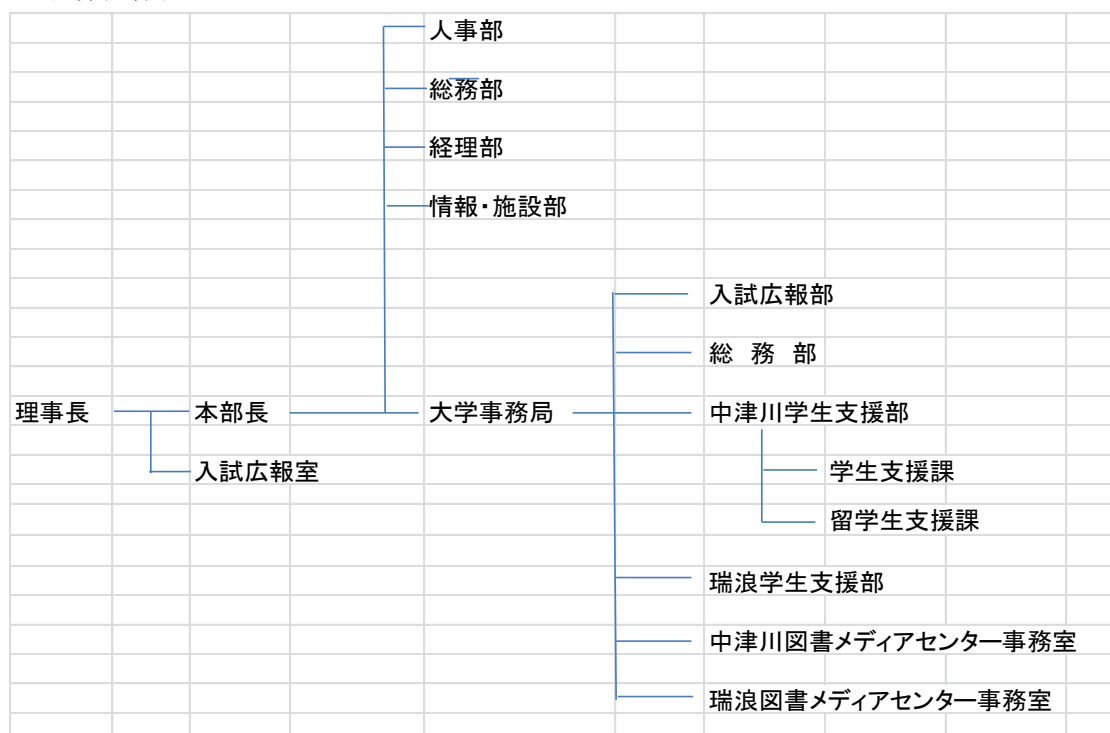 人事部
総務部
経理部
情報・施設部
入試広報部
総　務　部
理事長　本部長　大学事務局　中津川学生支援部
入試広報室　学生支援課
留学生支援課
瑞浪学生支援部
中津川図書メディアセンター事務室
瑞浪図書メディアセンター事務室